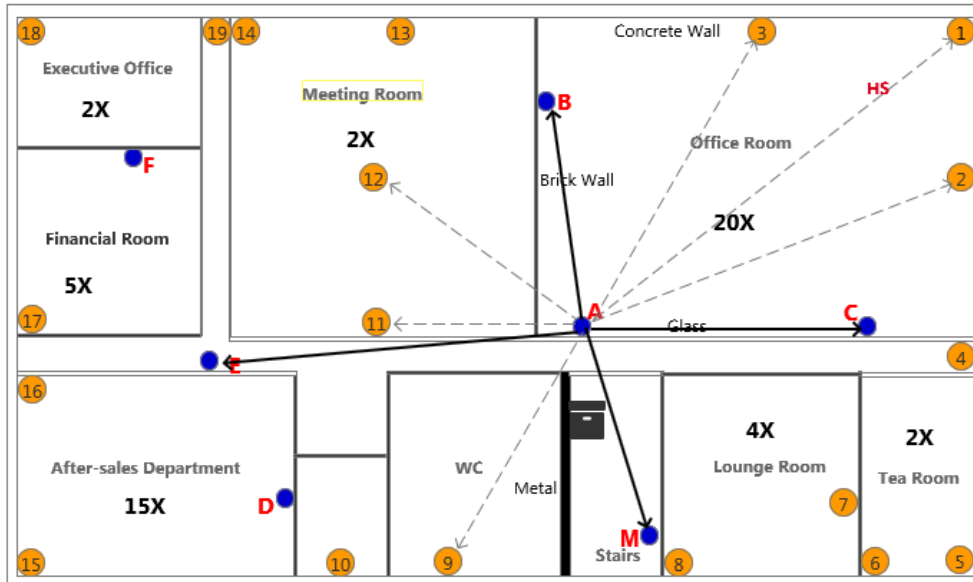 18
19
14
13
Concrete Wall
3
1
Executive Office
2X
Meeting Room
2X
HS
B
Office Room
F
12
Brick Wall
2
20X
Financial Room
5X
17
11
A
Glass
C
E
4
16
4X
2X
After-sales Department
15X
WC
Lounge Room
Tea Room
D
Metal
7
M
Stairs
15
10
9
8
6
5